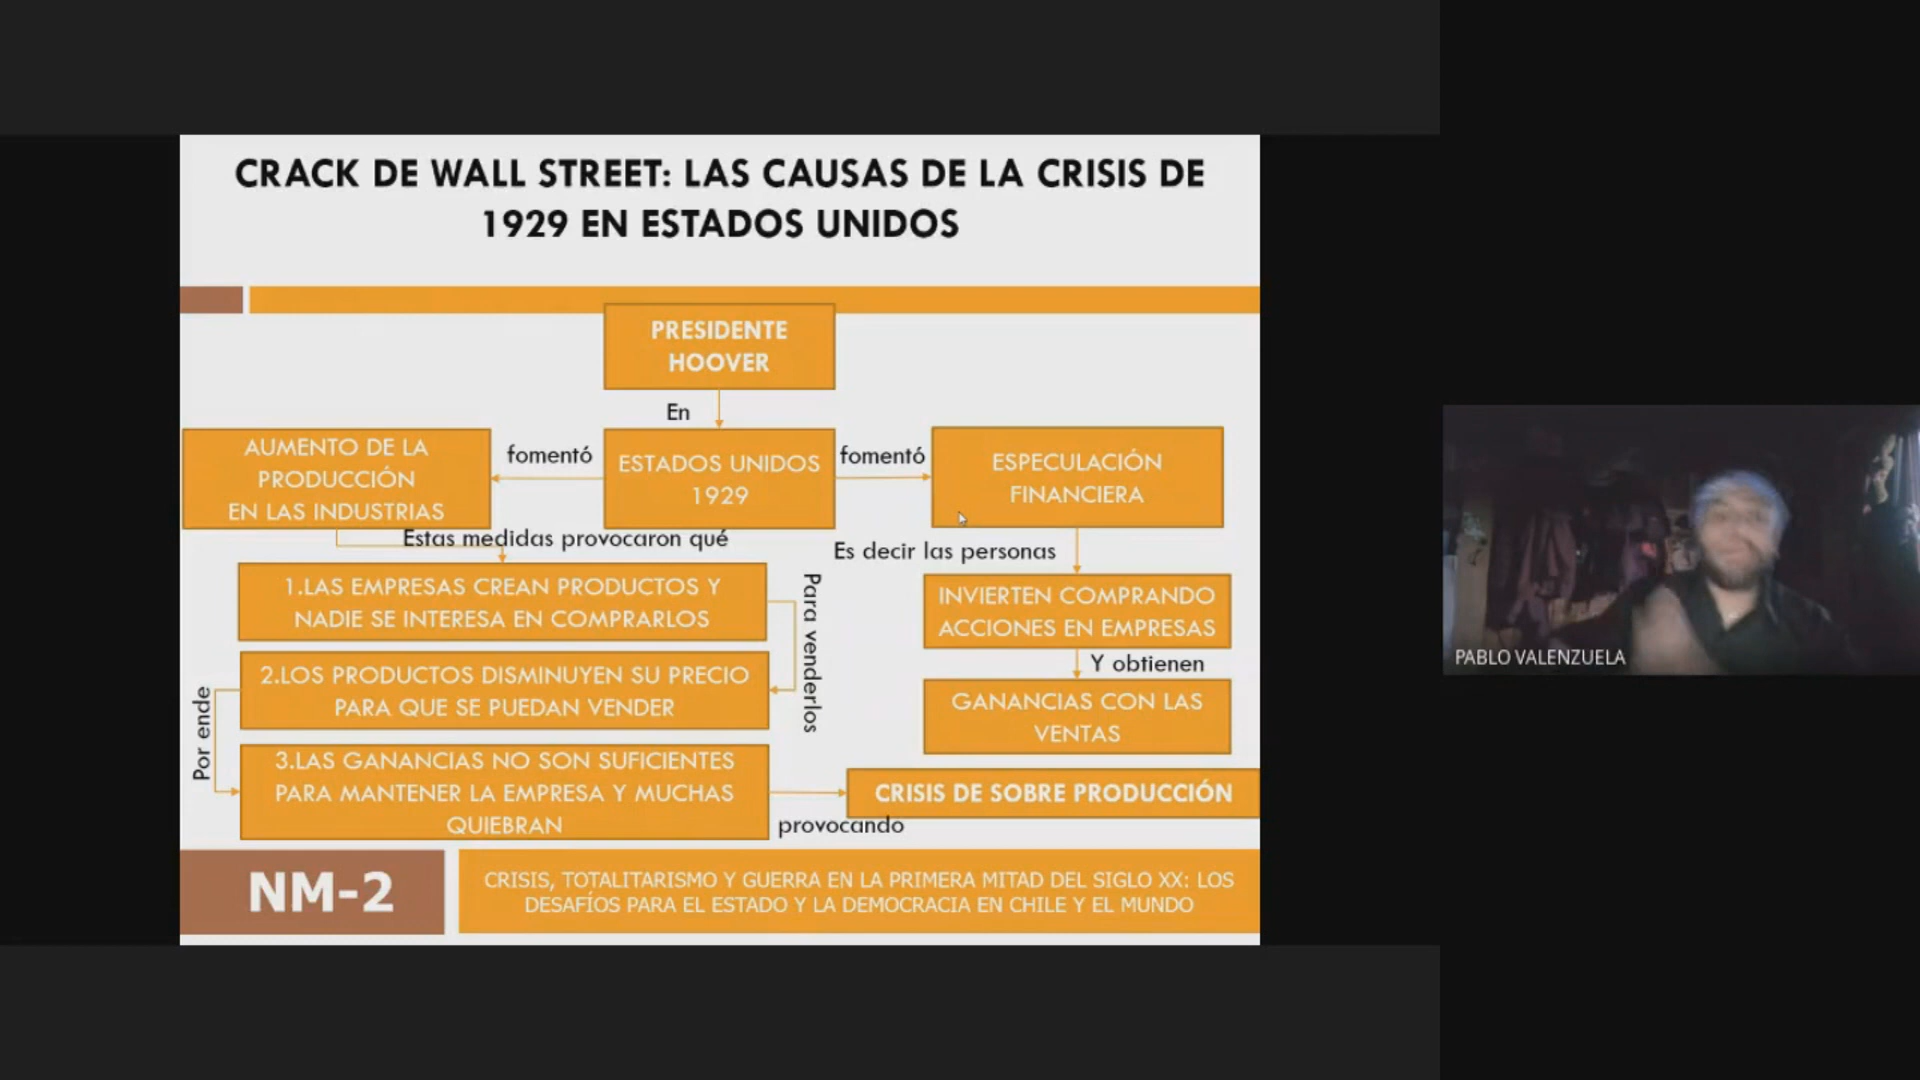 CRACK DE WALL STREET: LAS CAUSAS DE LA CRISIS DE
1929 EN ESTADOS UNIDOS
PRESIDENTE
HOOVER
En
AUMENTO DE LA
PRODUCCIÓN
EN LAS INDUSTRIAS
fomentó
ESTADOS UNIDOS
1929
fomentó
ESPECULACIÓN
FINANCIERA
Estas medidas provocaron qué
Es decir las personas
1.LAS EMPRESAS CREAN PRODUCTOS Y
NADIE SE INTERESA EN COMPRARLOS
Para venderlos
INVIERTEN COMPRANDO
ACCIONES EN EMPRESAS
Y obtienen
2.LOS PRODUCTOS DISMINUYEN SU PRECIO
PARA QUE SE PUEDAN VENDER
GANANCIAS CON LAS
VENTAS
Por ende
3.LAS GANANCIAS NO SON SUFICIENTES
PARA MANTENER LA EMPRESA Y MUCHAS
QUIEBRAN
CRISIS DE SOBRE PRODUCCIÓN
provocando
NM-2
CRISIS, TOTALITARISMO Y GUERRA EN LA PRIMERA MITAD DEL SIGLO XX: LOS
DESAFÍOS PARA EL ESTADO Y LA DEMOCRACIA EN CHILE Y EL MUNDO
PABLO VALENZUELA